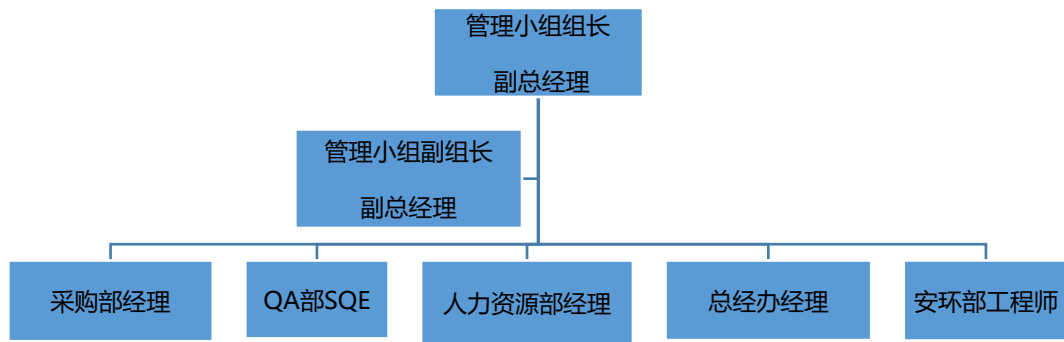 管理小组组长
副总经理
管理小组副组长
副总经理
采购部经理
QA部SQE
人力资源部经理
总经办经理
安环部工程师